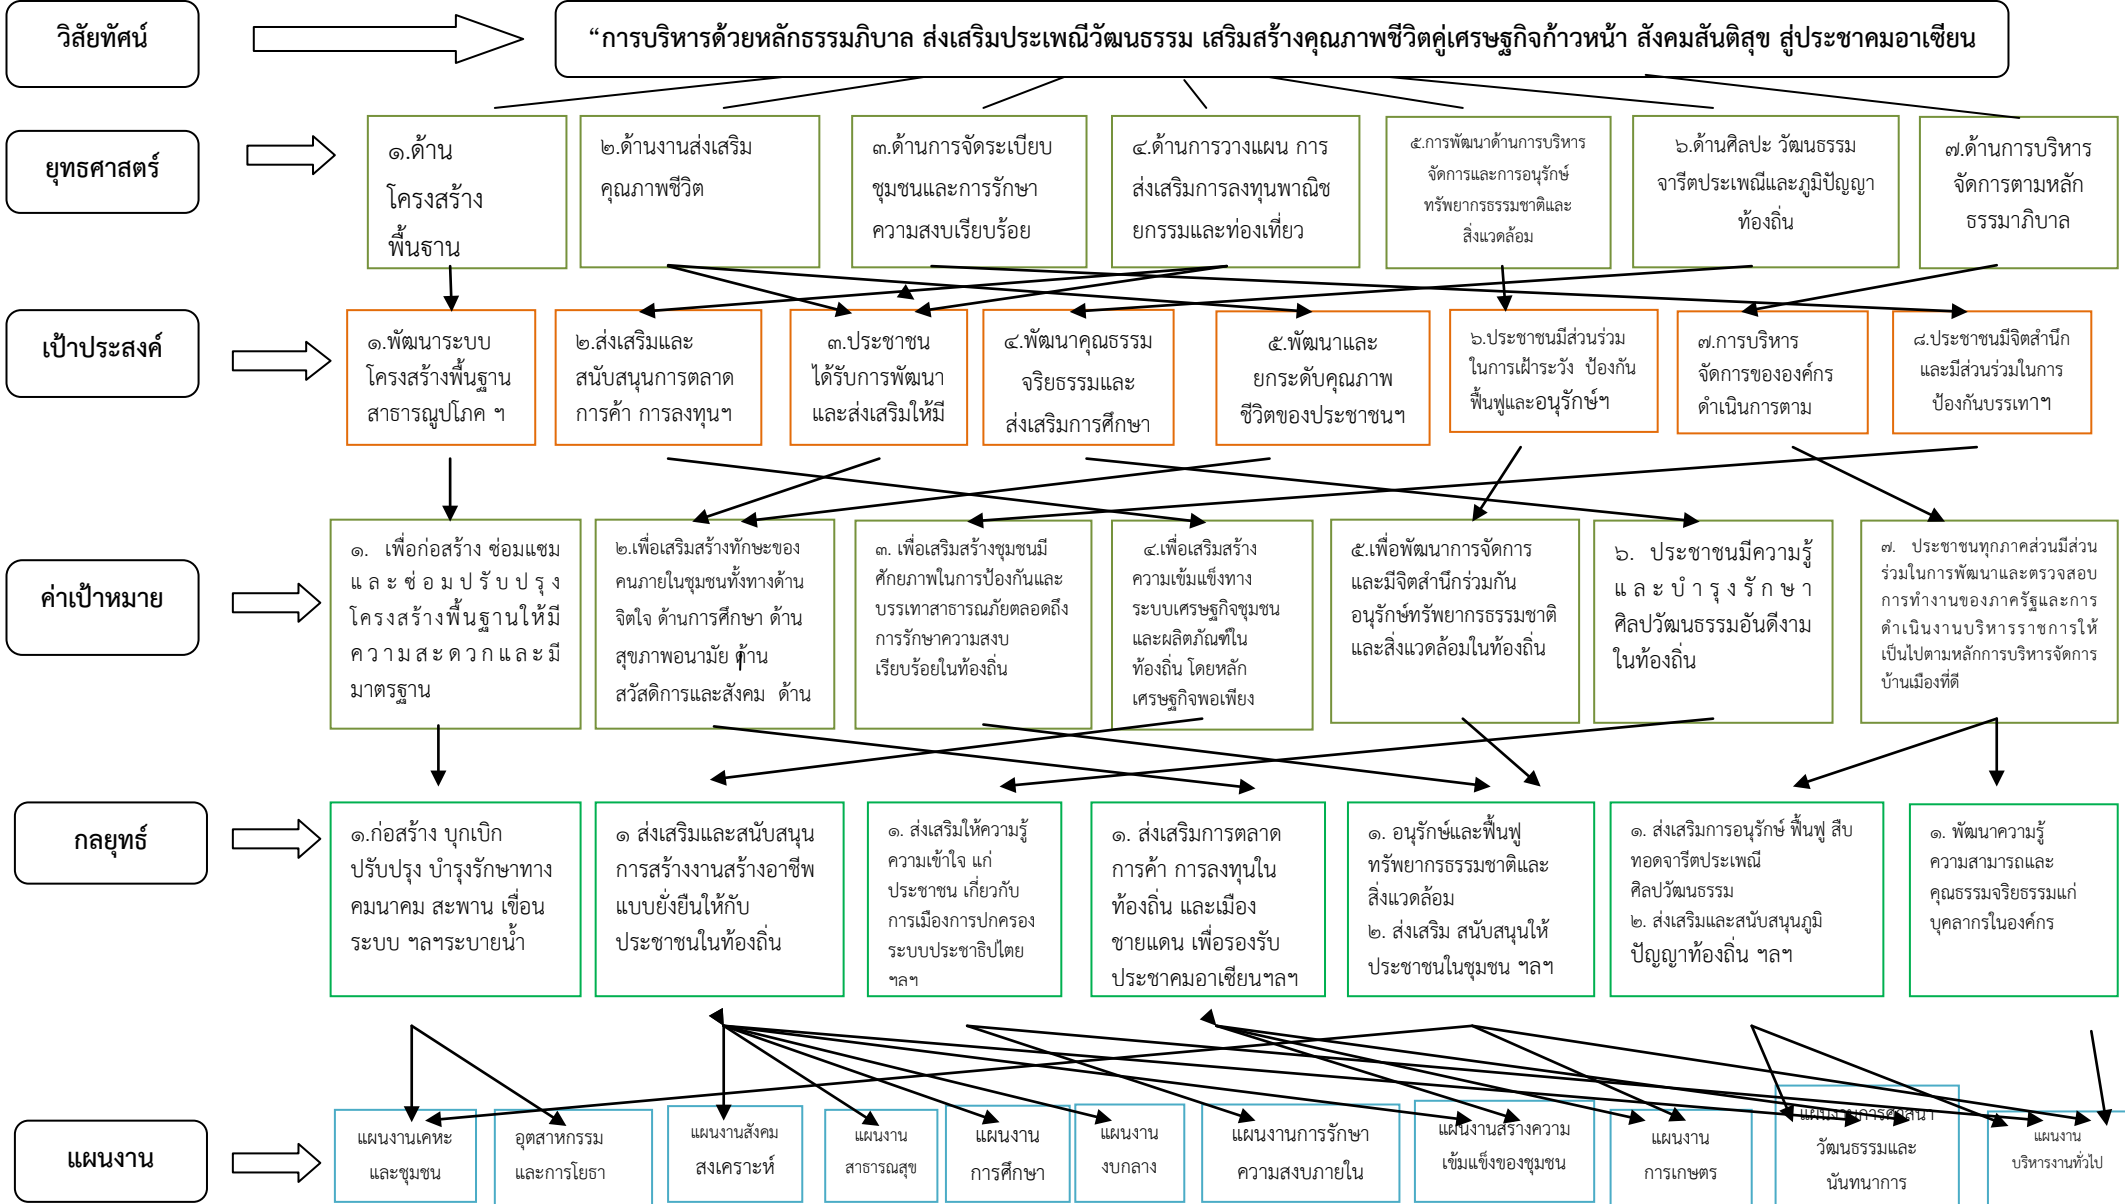 วิสัยทัศน์
“การบริหารด้วยหลักธรรมภิบาล ส่งเสริมประเพณีวัฒนธรรม เสริมสร้างคุณภาพชีวิตคู่เศรษฐกิจก้าวหน้า สังคมสันติสุข สู่ประชาคมอาเซียน
ยุทธศาสตร์
๑.ด้าน
โครงสร้าง
พื้นฐาน
๒.ด้านงานส่งเสริม
คุณภาพชีวิต
๓.ด้านการจัดระเบียบ
ชุมชนและการรักษา
ความสงบเรียบร้อย
๔.ด้านการวางแผน การ
ส่งเสริมการลงทุนพาณิช
ยกรรมและท่องเที่ยว
๕.การพัฒนาด้านการบริหาร
จัดการและการอนุรักษ์
ทรัพยากรธรรมชาติและ
สิ่งแวดล้อม
๖.ด้านศิลปะ วัฒนธรรม
จารีตประเพณีและภูมิปัญญา
ท้องถิ่น
๗.ด้านการบริหาร
จัดการตามหลัก
ธรรมาภิบาล
เป้าประสงค์
๑.พัฒนาระบบ
โครงสร้างพื้นฐาน
สาธารณูปโภค ฯ
๒.ส่งเสริมและ
สนับสนุนการตลาด
การค้า การลงทุนฯ
๓.ประชาชน
ได้รับการพัฒนา
และส่งเสริมให้มี
๔.พัฒนาคุณธรรม
จริยธรรมและ
ส่งเสริมการศึกษา
๕.พัฒนาและ
ยกระดับคุณภาพ
ชีวิตของประชาชนฯ
๖.ประชาชนมีส่วนร่วม
ในการเฝ้าระวัง ป้องกัน
ฟื้นฟูและอนุรักษ์ฯ
๗.การบริหาร
จัดการขององค์กร
ดำเนินการตาม
๘.ประชาชนมีจิตสำนึก
และมีส่วนร่วมในการ
ป้องกันบรรเทาฯ
ค่าเป้าหมาย
๑. เพื่อก่อสร้าง ซ่อมแซม
และซ่อมปรับปรุง
โครงสร้างพื้นฐานให้มี
ความสะดวกและมี
มาตรฐาน
๒.เพื่อเสริมสร้างทักษะของ
คนภายในชุมชนทั้งทางด้าน
จิตใจ ด้านการศึกษา ด้าน
สุขภาพอนามัย ด้าน
สวัสดิการและสังคม ด้าน
๓. เพื่อเสริมสร้างชุมชนมี
ศักยภาพในการป้องกันและ
บรรเทาสาธารณภัยตลอดถึง
การรักษาความสงบ
เรียบร้อยในท้องถิ่น
๔.เพื่อเสริมสร้าง
ความเข้มแข็งทาง
ระบบเศรษฐกิจชุมชน
และผลิตภัณฑ์ใน
ท้องถิ่น โดยหลัก
เศรษฐกิจพอเพียง
๕.เพื่อพัฒนาการจัดการ
และมีจิตสำนึกร่วมกัน
อนุรักษ์ทรัพยากรธรรมชาติ
และสิ่งแวดล้อมในท้องถิ่น
๖. ประชาชนมีความรู้
และบำรุงรักษา
ศิลปวัฒนธรรมอันดีงาม
ในท้องถิ่น
๗. ประชาชนทุกภาคส่วนมีส่วน
ร่วมในการพัฒนาและตรวจสอบ
การทำงานของภาครัฐและการ
ดำเนินงานบริหารราชการให้
เป็นไปตามหลักการบริหารจัดการ
บ้านเมืองที่ดี
กลยุทธ์
๑.ก่อสร้าง บุกเบิก
ปรับปรุง บำรุงรักษาทาง
คมนาคม สะพาน เขื่อน
ระบบ ฯลฯระบายน้ำ
๑ ส่งเสริมและสนับสนุน
การสร้างงานสร้างอาชีพ
แบบยั่งยืนให้กับ
ประชาชนในท้องถิ่น
๑. ส่งเสริมให้ความรู้
ความเข้าใจ แก่
ประชาชน เกี่ยวกับ
การเมืองการปกครอง
ระบบประชาธิปไตย
ฯลฯ
๑. ส่งเสริมการตลาด
การค้า การลงทุนใน
ท้องถิ่น และเมือง
ชายแดน เพื่อรองรับ
ประชาคมอาเซียนฯลฯ
๑. อนุรักษ์และฟื้นฟู
ทรัพยากรธรรมชาติและ
สิ่งแวดล้อม
๒. ส่งเสริม สนับสนุนให้
ประชาชนในชุมชน ฯลฯ
๑. ส่งเสริมการอนุรักษ์ ฟื้นฟู สืบ
ทอดจารีตประเพณี
ศิลปวัฒนธรรม
๒. ส่งเสริมและสนับสนุนภูมิ
ปัญญาท้องถิ่น ฯลฯ
๑. พัฒนาความรู้
ความสามารถและ
คุณธรรมจริยธรรมแก่
บุคลากรในองค์กร
แผนงาน
แผนงานเคหะ
และชุมชน
อุตสาหกรรม
และการโยธา
แผนงานสังคม
สงเคราะห์
แผนงาน
สาธารณสุข
แผนงาน
การศึกษา
แผนงาน
งบกลาง
แผนงานการรักษา
ความสงบภายใน
แผนงานสร้างความ
เข้มแข็งของชุมชน
แผนงาน
การเกษตร
แผนงานการศาสนา
วัฒนธรรมและ
นันทนาการ
แผนงาน
บริหารงานทั่วไป